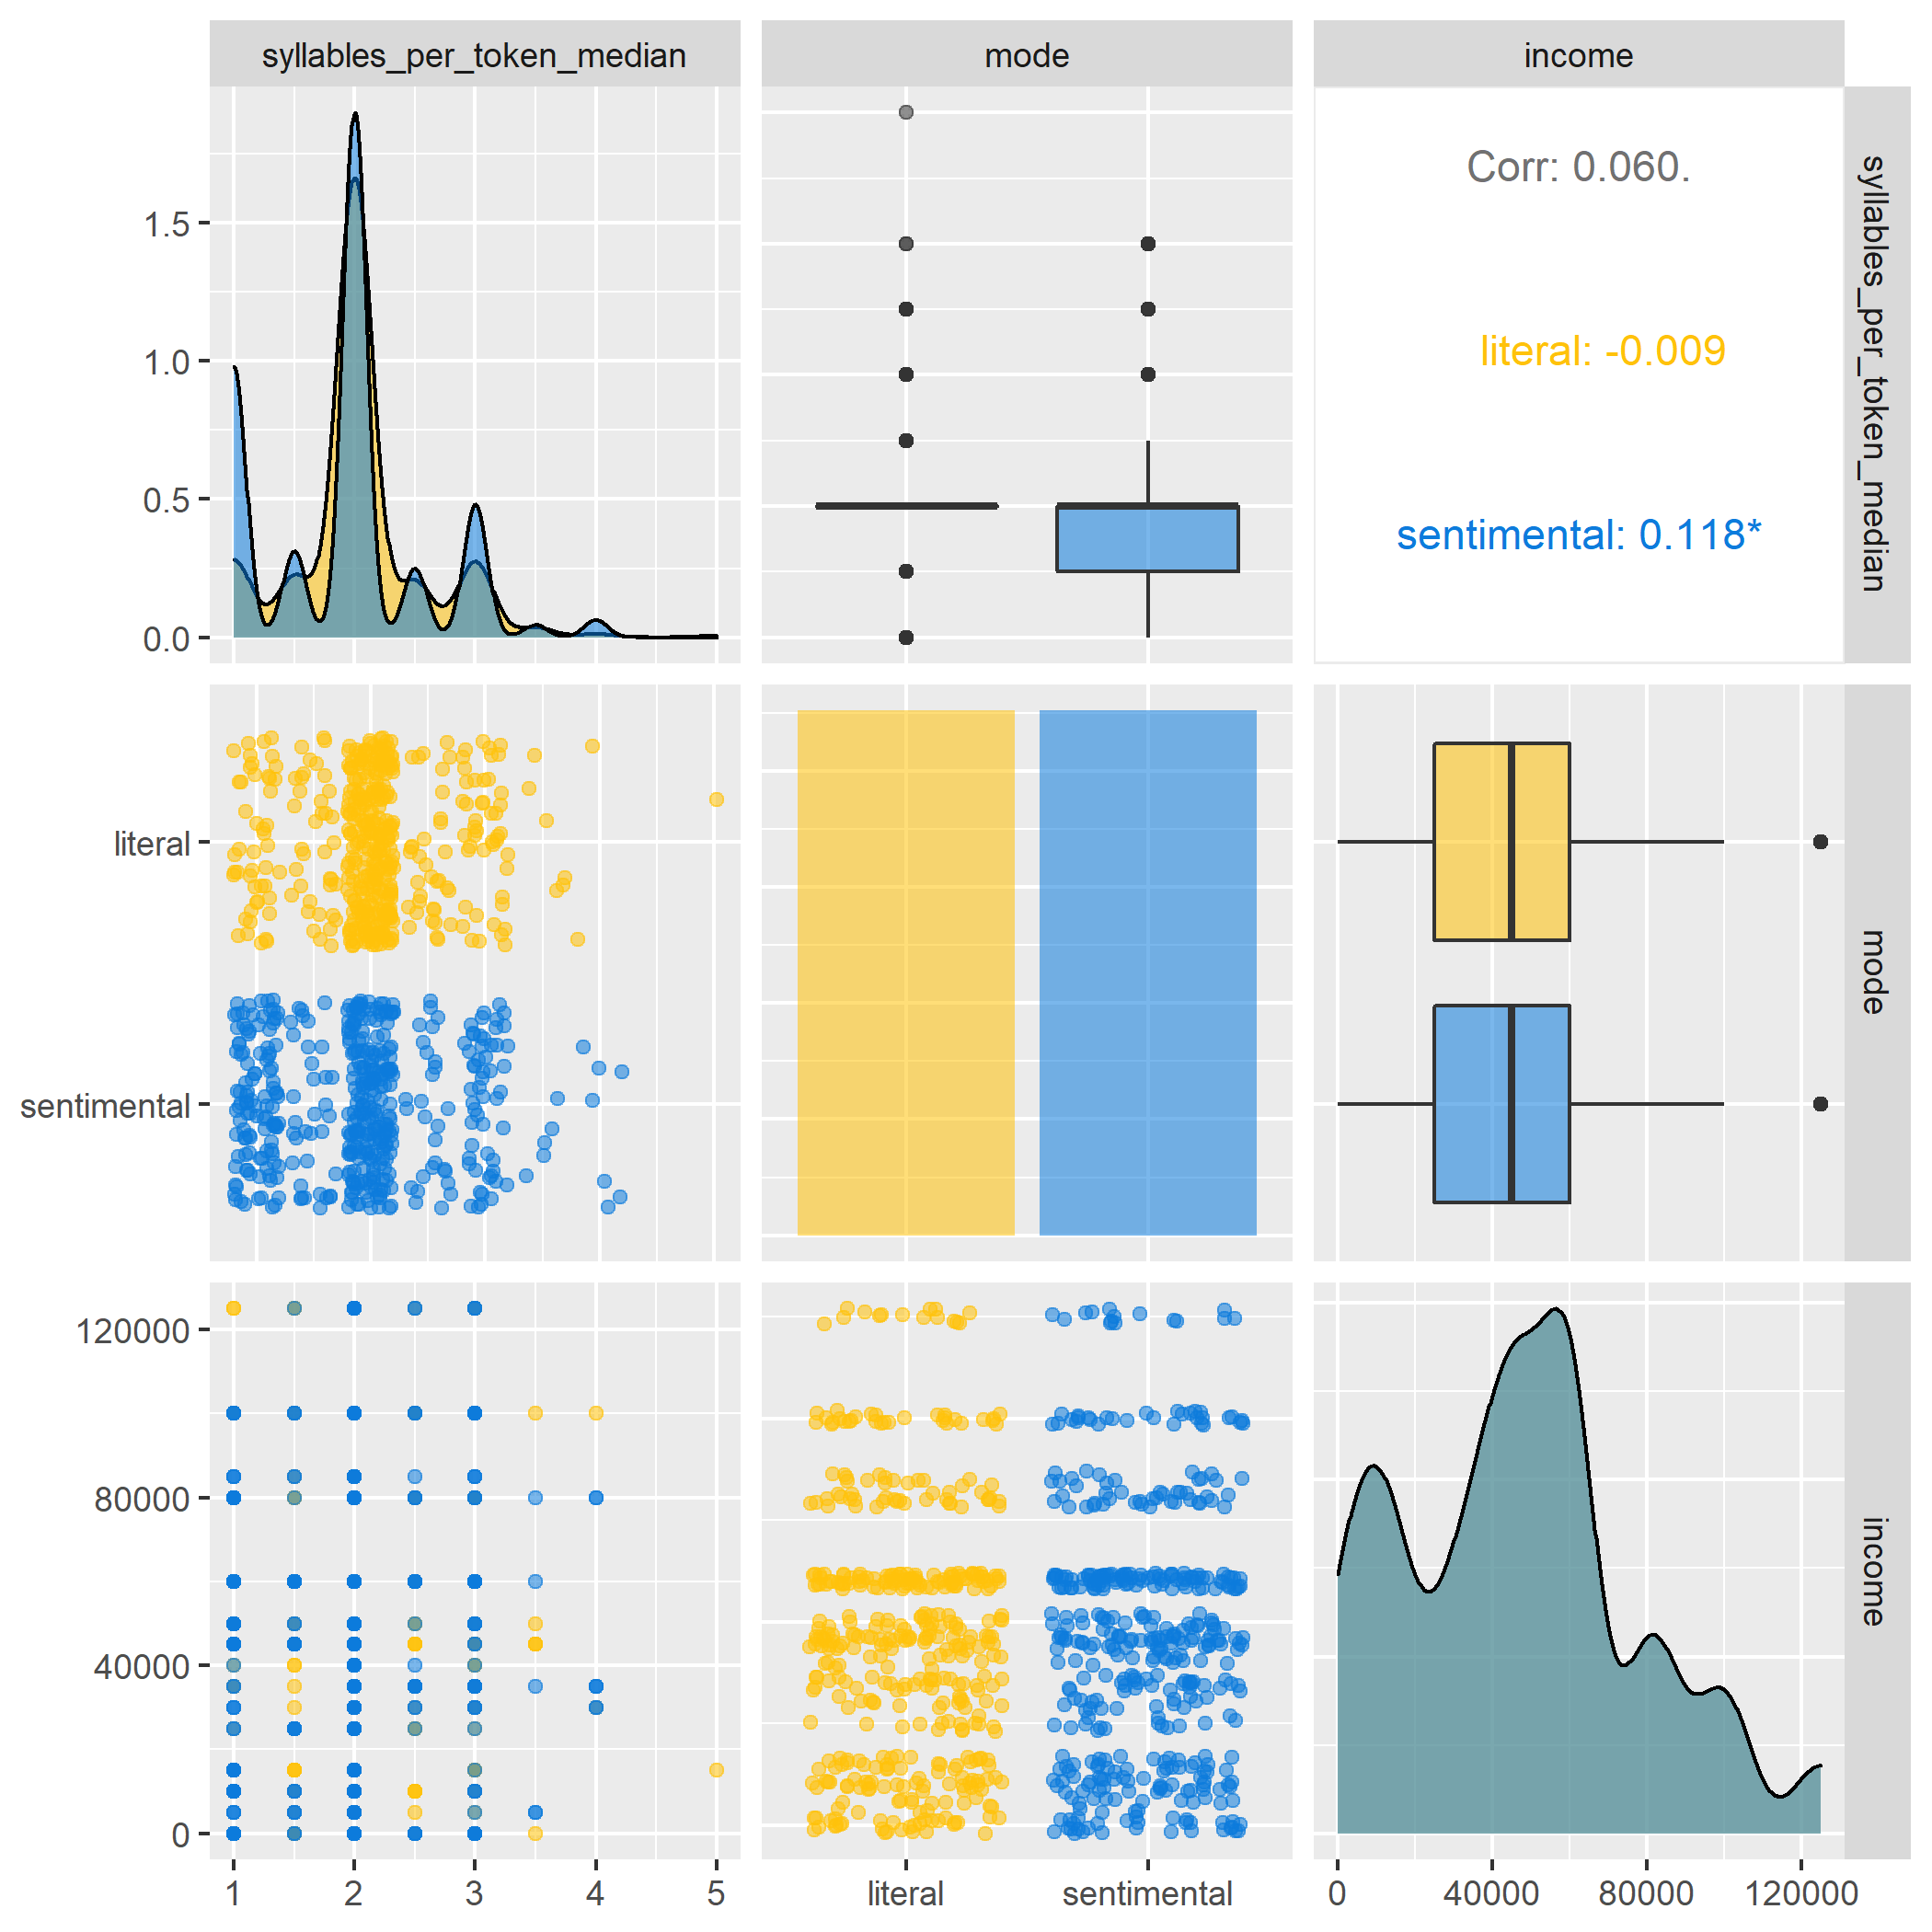 syllables_per_token_median
mode
income
1.5
1.0
0.5
0.0
Corr: 0.060.
literal: -0.009
sentimental: 0.118*
syllables_per_token_median
literal
sentimental
mode
120000
80000
40000
0
income
1 2 3 4 5
literal sentimental
0 40000 80000 120000